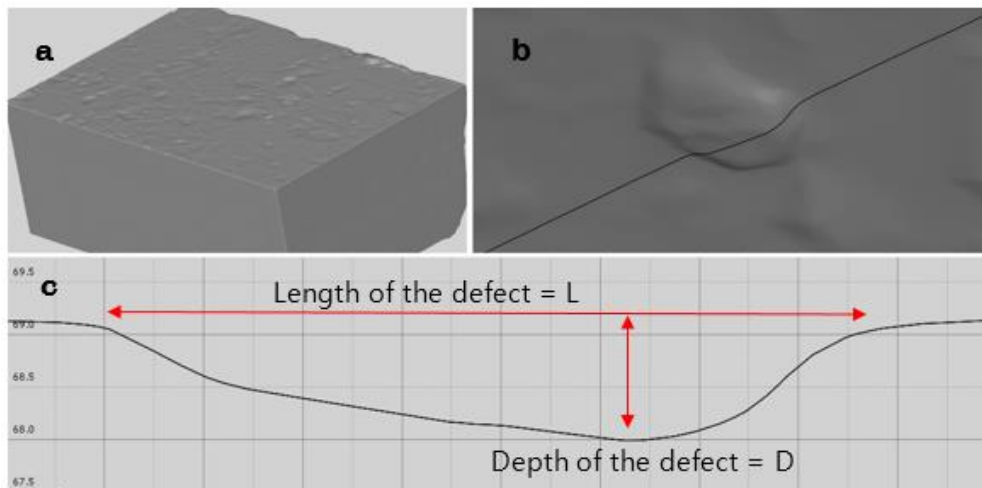 a
b
c
69.5
Length of the defect = L
69.0
68.5
68.0
Depth of the defect = D
67.5